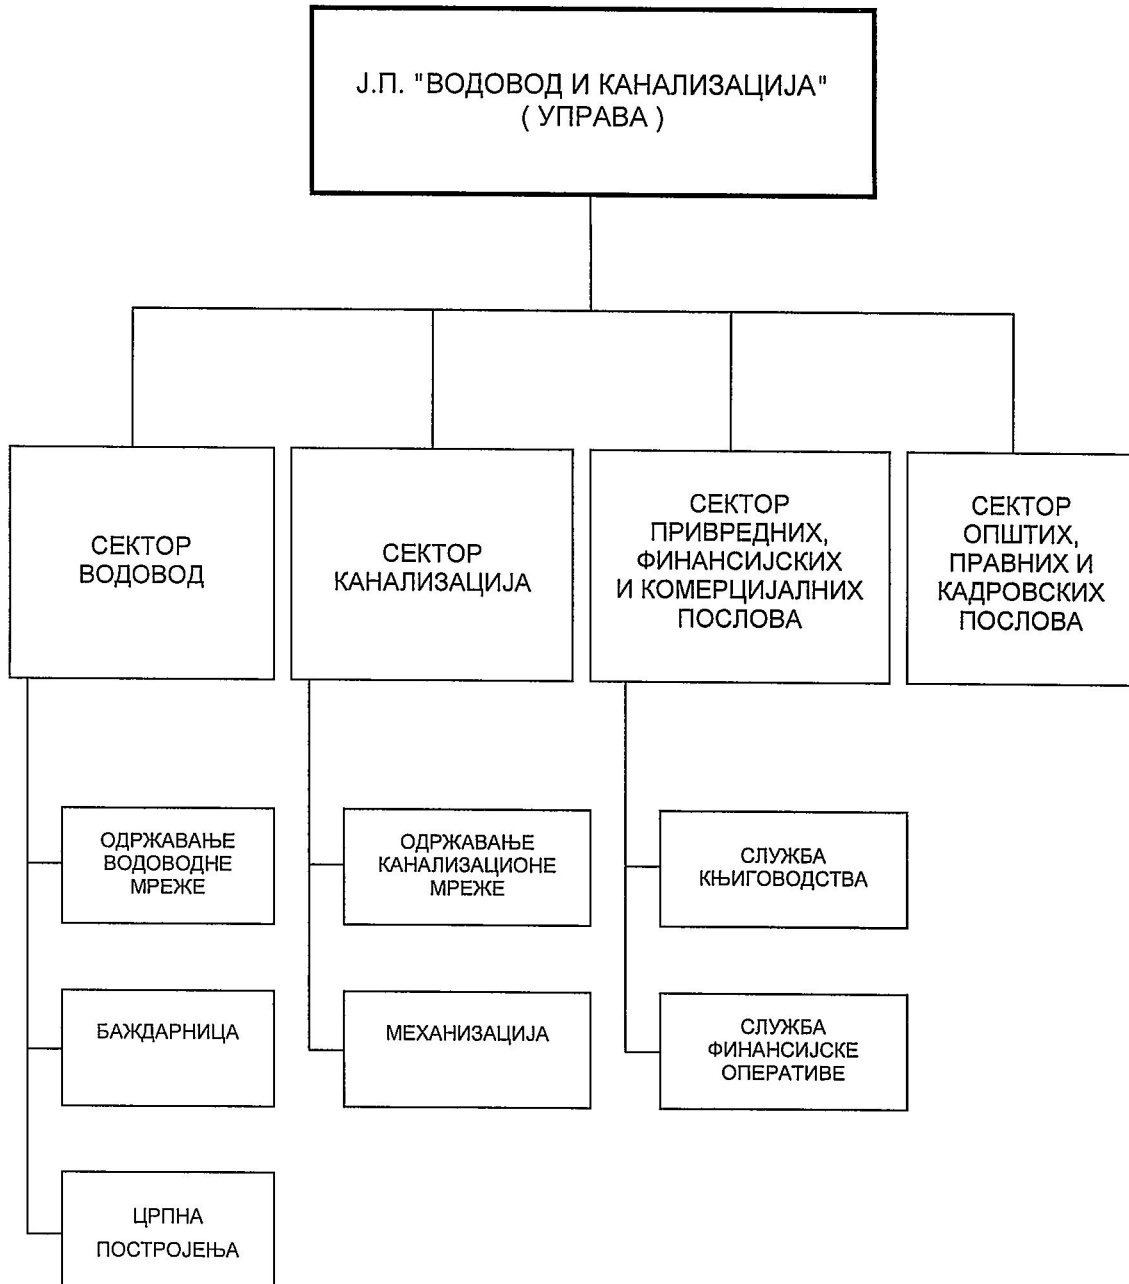 Ј.П. "ВОДОВОД И КАНАЛИЗАЦИЈА"
( УПРАВА )
СЕКТОР
ВОДОВОД
СЕКТОР
КАНАЛИЗАЦИЈА
СЕКТОР
ПРИВРЕДНИХ,
ФИНАНСИЈСКИХ
И КОМЕРЦИЈАЛНИХ
ПОСЛОВА
СЕКТОР
ОПШТИХ,
ПРАВНИХ И
КАДРОВСКИХ
ПОСЛОВА
ОДРЖАВАЊЕ
ВОДОВОДНЕ
МРЕЖЕ
ОДРЖАВАЊЕ
КАНАЛИЗАЦИОНЕ
МРЕЖЕ
СЛУЖБА
КЊИГОВОДСТВА
БАЖДАРНИЦА
МЕХАНИЗАЦИЈА
СЛУЖБА
ФИНАНСИЈСКЕ
ОПЕРАТИВЕ
ЦРПНА
ПОСТРОЈЕЊА